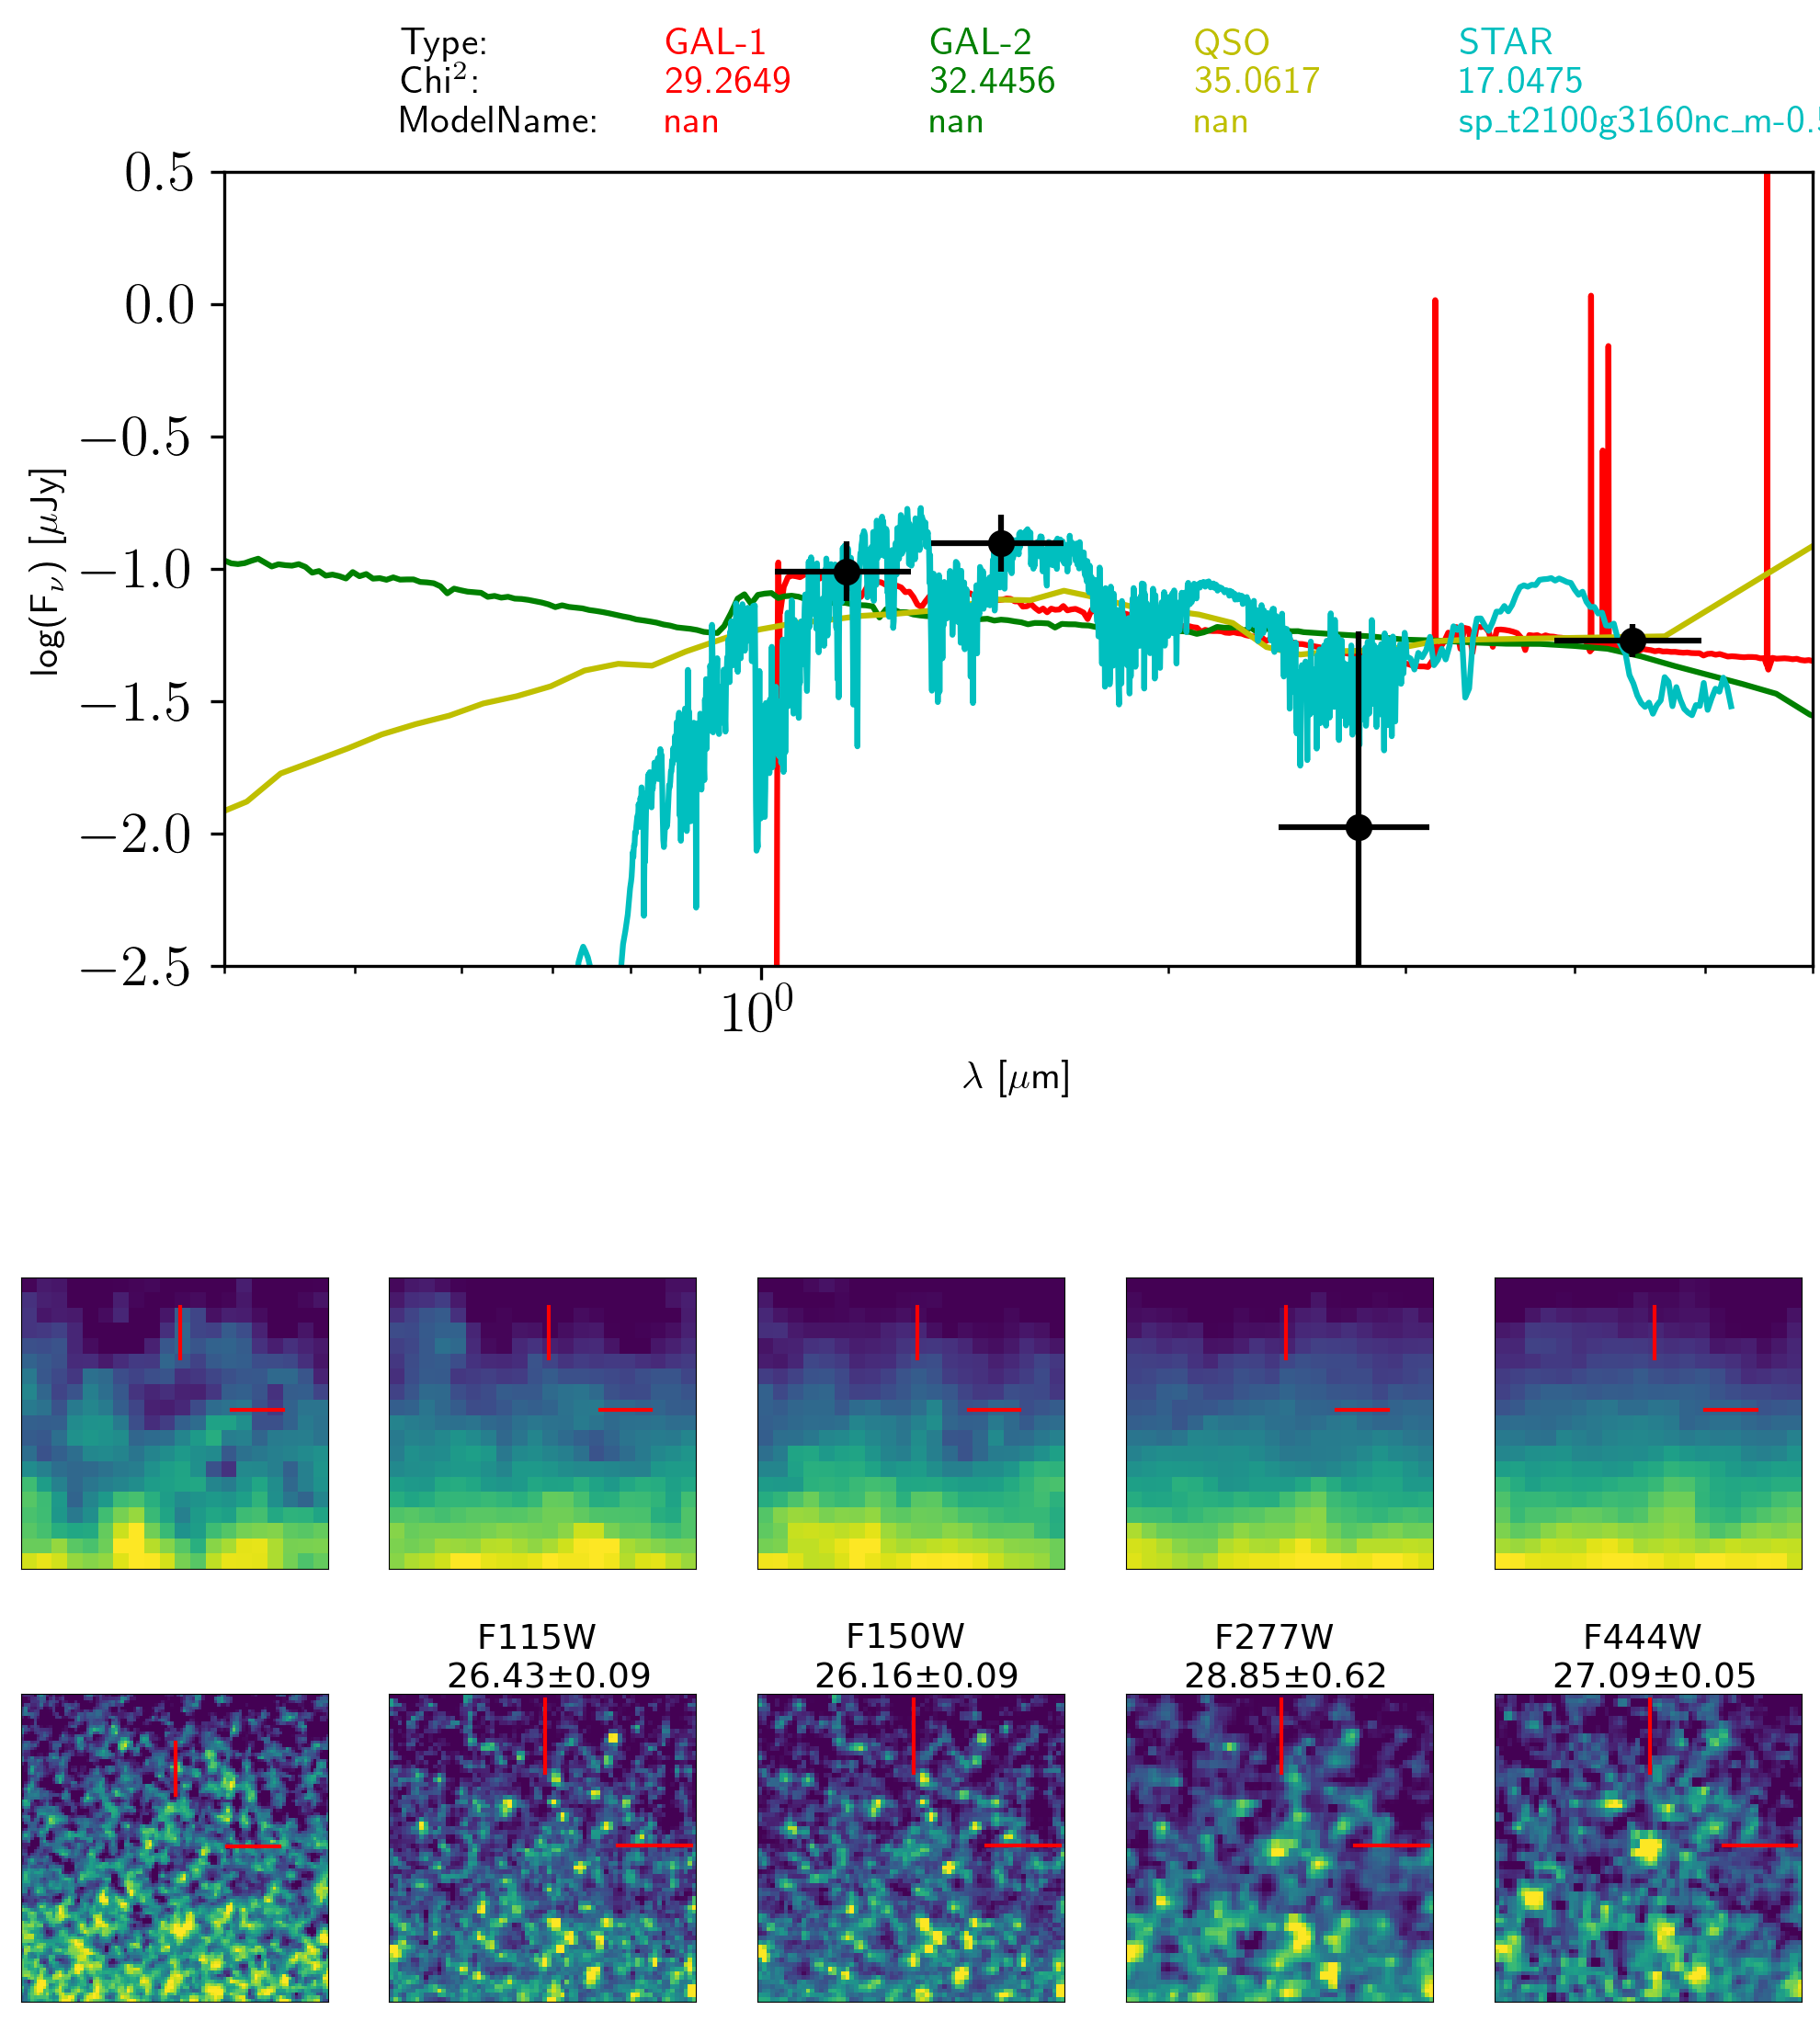 Type: GAL-1 GAL-2 QSO STAR
Chi²: 29.2649 32.4456 35.0617 17.0475
ModelName: nan nan nan sp_t2100g3160nc_m-0.5
0.5
0.0
−0.5
−1.0
−1.5
−2.0
−2.5
log(Fν) [μJy]
10⁰
λ [μm]
F115W F150W F277W F444W
26.43±0.09 26.16±0.09 28.85±0.62 27.09±0.05